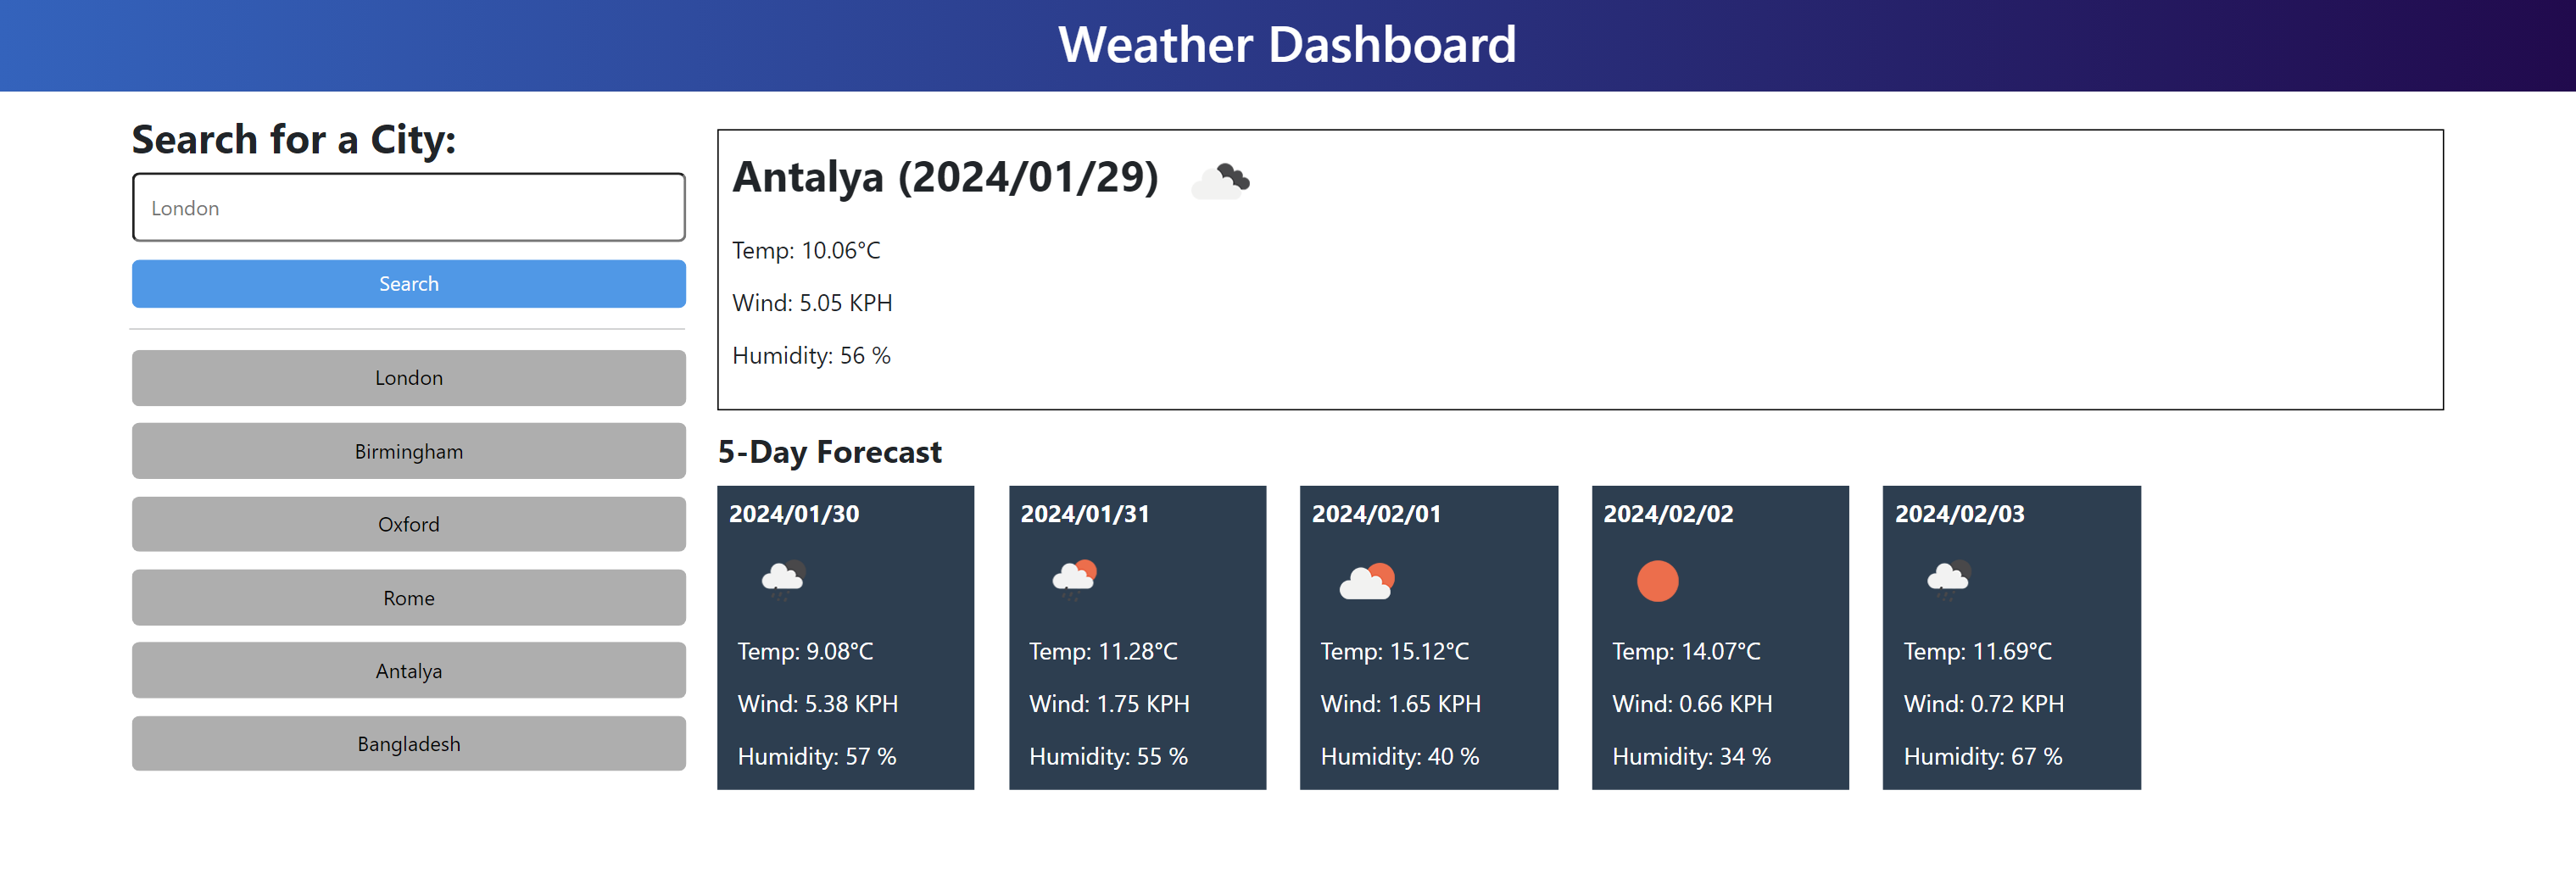 Weather Dashboard
Search for a City:
London
Search
London
Birmingham
Oxford
Rome
Antalya
Bangladesh
Antalya (2024/01/29)
Temp: 10.06°C
Wind: 5.05 KPH
Humidity: 56 %
5-Day Forecast
2024/01/30
Temp: 9.08°C
Wind: 5.38 KPH
Humidity: 57 %
2024/01/31
Temp: 11.28°C
Wind: 1.75 KPH
Humidity: 55 %
2024/02/01
Temp: 15.12°C
Wind: 1.65 KPH
Humidity: 40 %
2024/02/02
Temp: 14.07°C
Wind: 0.66 KPH
Humidity: 34 %
2024/02/03
Temp: 11.69°C
Wind: 0.72 KPH
Humidity: 67 %